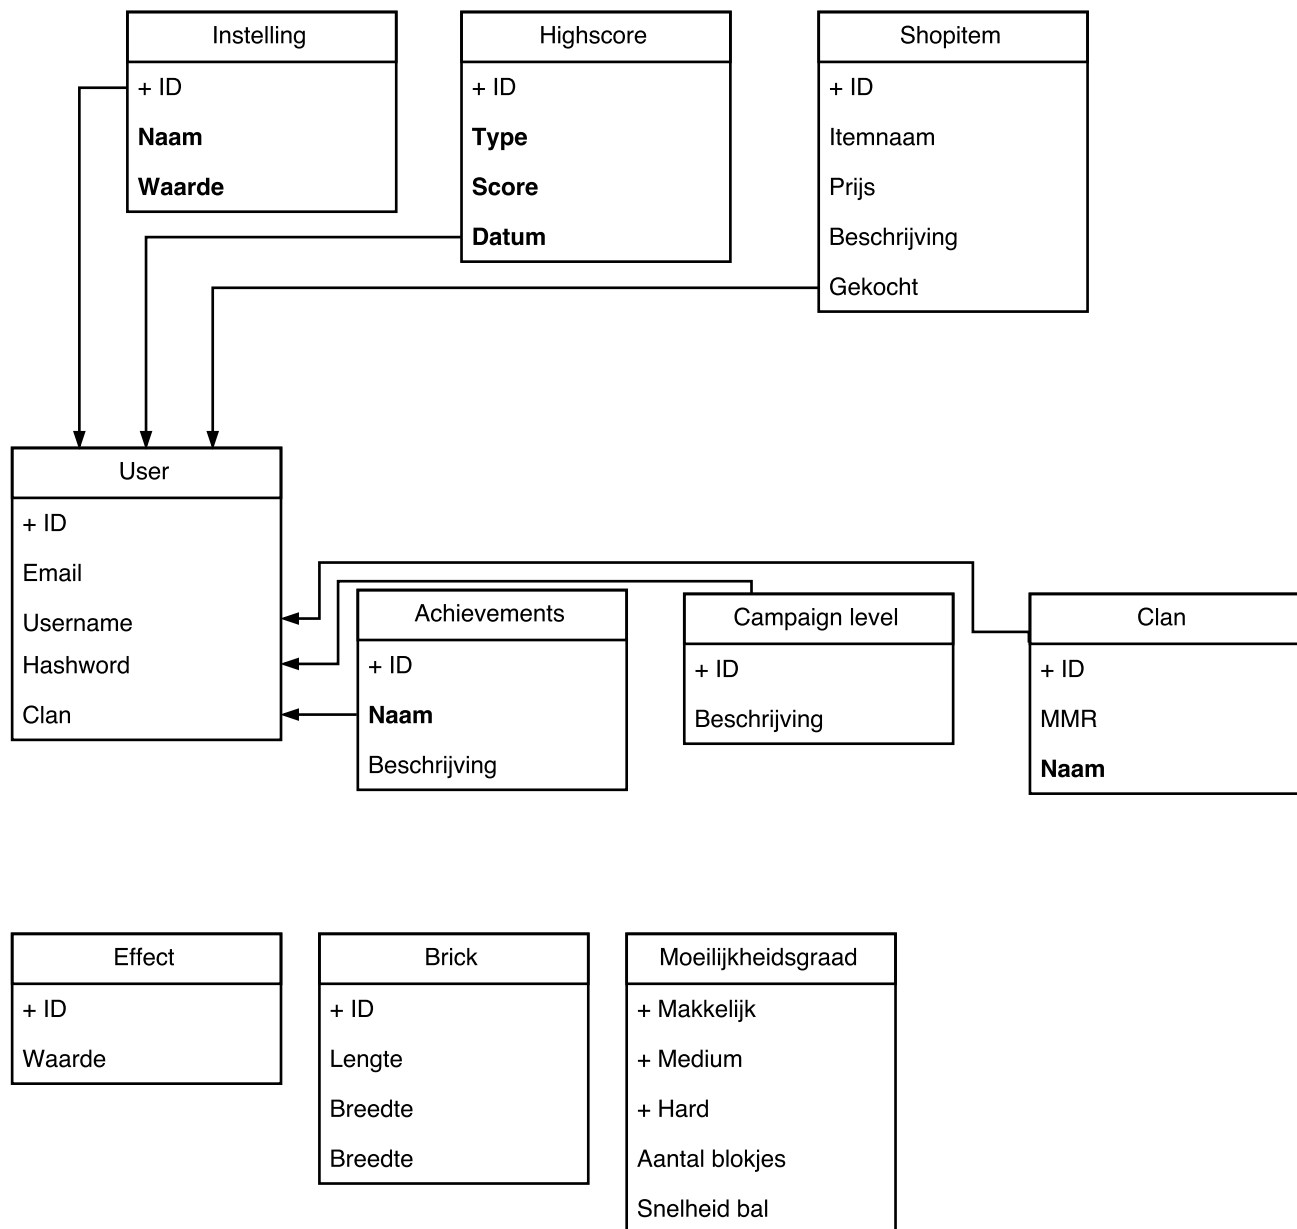 Instelling
+ ID
Naam
Waarde
Highscore
+ ID
Type
Score
Datum
Shopitem
+ ID
Itemnaam
Prijs
Beschrijving
Gekocht
User
+ ID
Email
Username
Hashword
Clan
Achievements
+ ID
Naam
Beschrijving
Campaign level
+ ID
Beschrijving
Clan
+ ID
MMR
Naam
Effect
+ ID
Waarde
Brick
+ ID
Lengte
Breedte
Breedte
Moeilijkheidsgraad
+ Makkelijk
+ Medium
+ Hard
Aantal blokjes
Snelheid bal